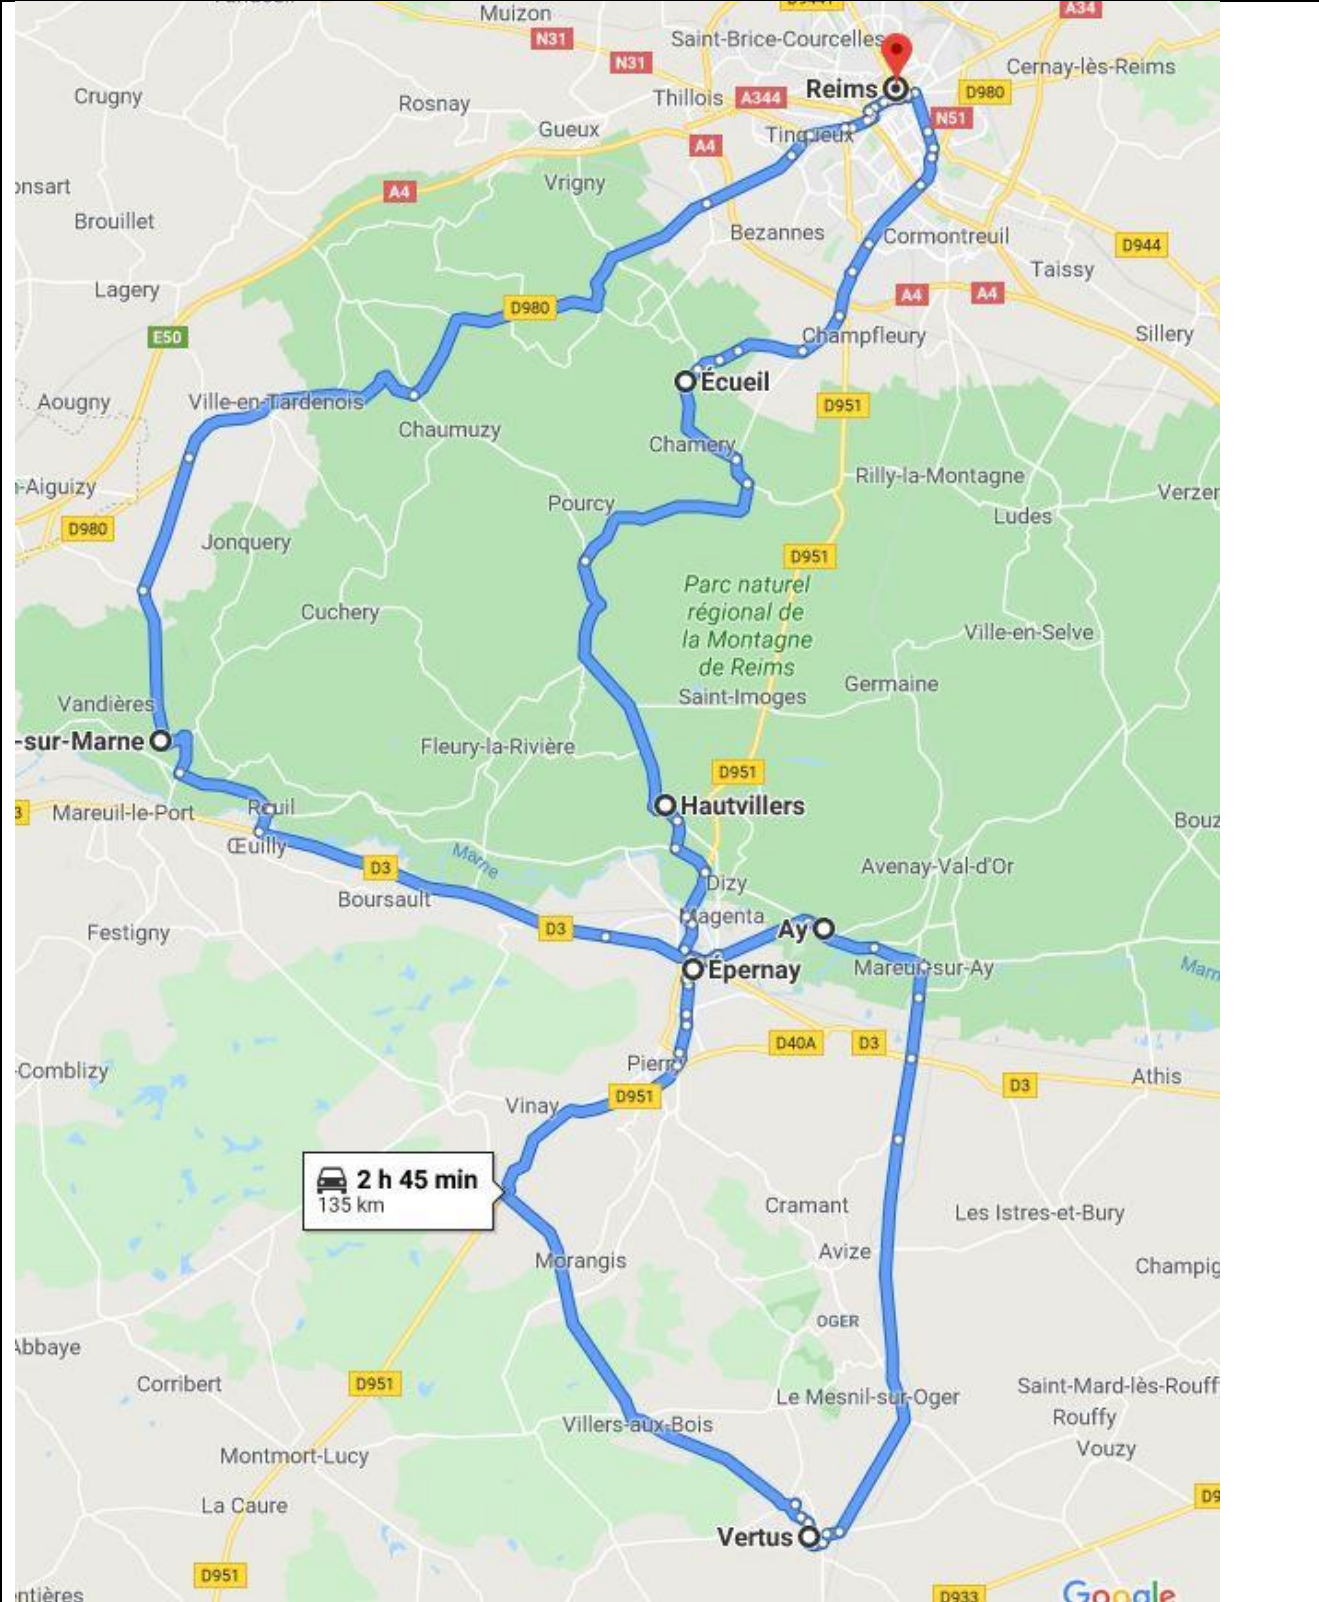 D944T
A34
Muizon
N31
Saint-Brice-Courcelles
N31
Cernay-lès-Reims
Reims
D980
Crugny
Rosnay
Thillois
A344
N51
Gueux
Tinqueux
A4
onsart
A4
Vrigny
Brouillet
Bezannes
Cormontreuil
D944
Taissy
Lagery
A4
A4
D980
E50
Champfleury
Sillery
Écueil
Aougny
Ville-en-Tardenois
D951
Chaumuzy
Chamery
Rilly-la-Montagne
-Aiguizy
Verzer
Pourcy
Ludes
D980
Jonquery
D951
Parc naturel
régional de
la Montagne
de Reims
Cuchery
Ville-en-Selve
Germaine
Saint-Imoges
Vandières
-sur-Marne
Fleury-la-Rivière
D951
Hautvillers
3
Mareuil-le-Port
Reuil
Bouz
Œuilly
Marne
D3
Avenay-Val-d'Or
Dizy
Boursault
Magenta
D3
Ay
Festigny
Épernay
Mareuil-sur-Ay
Marn
D40A
D3
Pierry
-Comblizy
Athis
D3
D951
Vinay
2 h 45 min
135 km
Cramant
Les Istres-et-Bury
Avize
Morangis
Champig
OGER
Abbaye
Corribert
D951
Saint-Mard-lès-Rouff
Le Mesnil-sur-Oger
Rouffy
Villers-aux-Bois
Vouzy
Montmort-Lucy
D9
La Caure
Vertus
D951
ntières
D933
Google